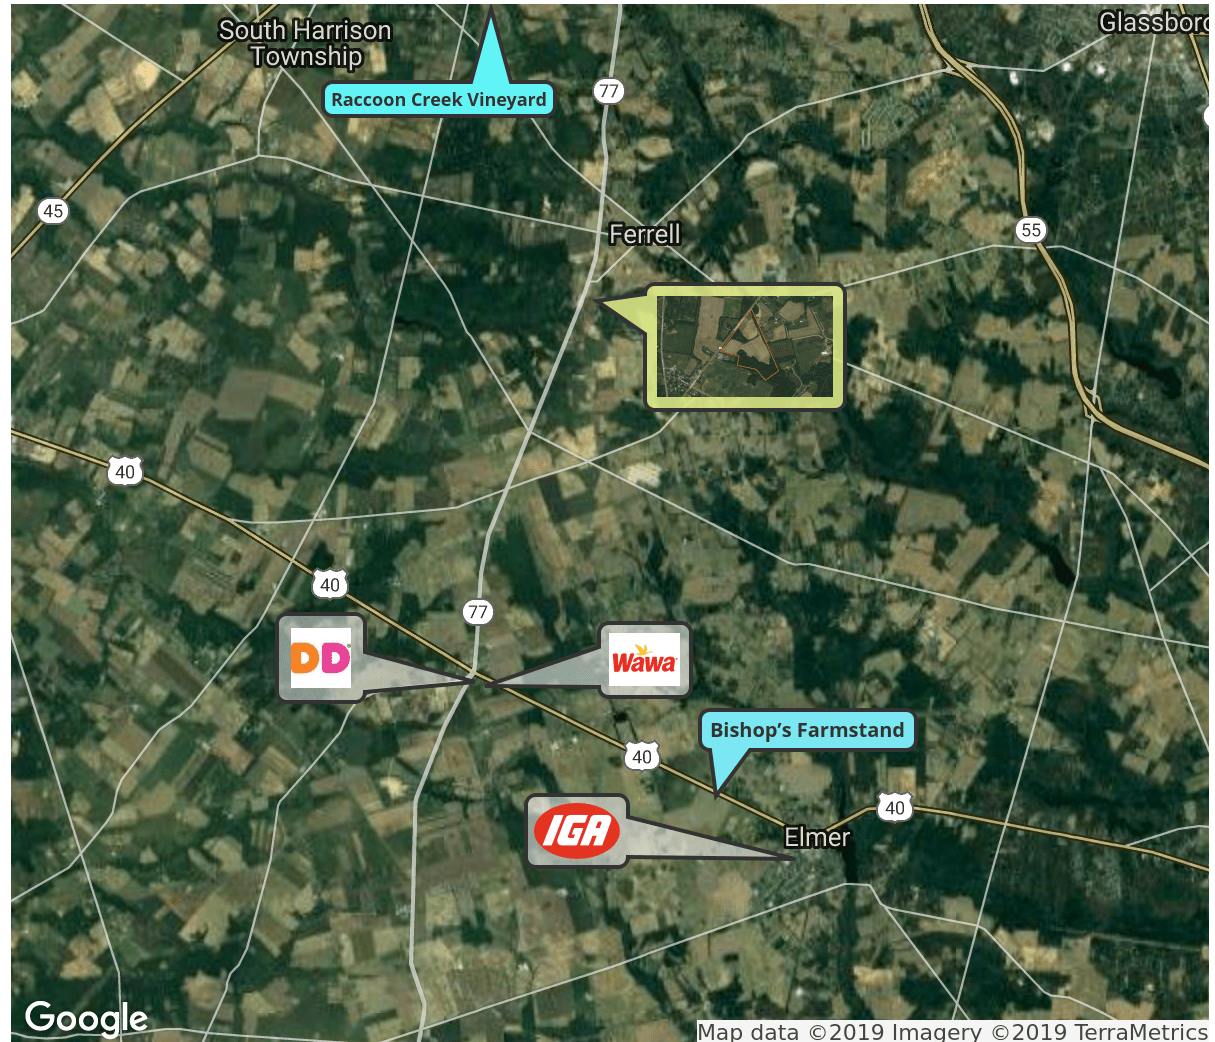 South Harrison
Township
Glassboro
Raccoon Creek Vineyard
77
45
55
Ferrell
40
40
77
DD
Wawa
Bishop's Farmstand
40
40
IGA
Elmer
Google
Map data ©2019 Imagery ©2019 TerraMetrics